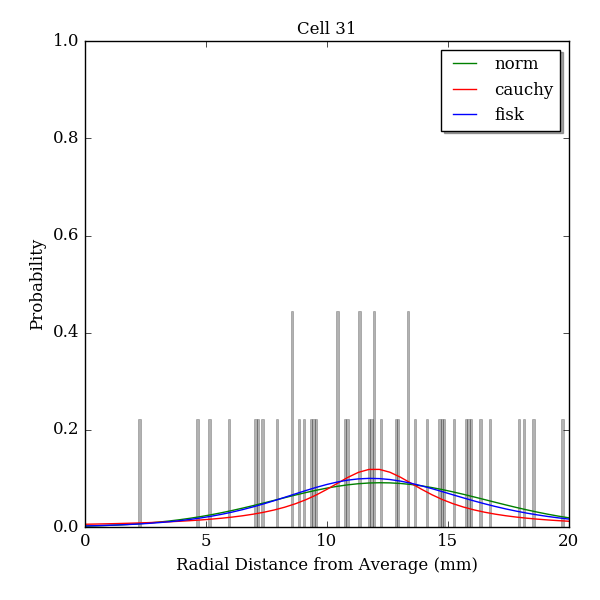 Cell 31
1.0
norm
cauchy
fisk
0.8
0.6
Probability
0.4
0.2
0.0
0 5 10 15 20
Radial Distance from Average (mm)